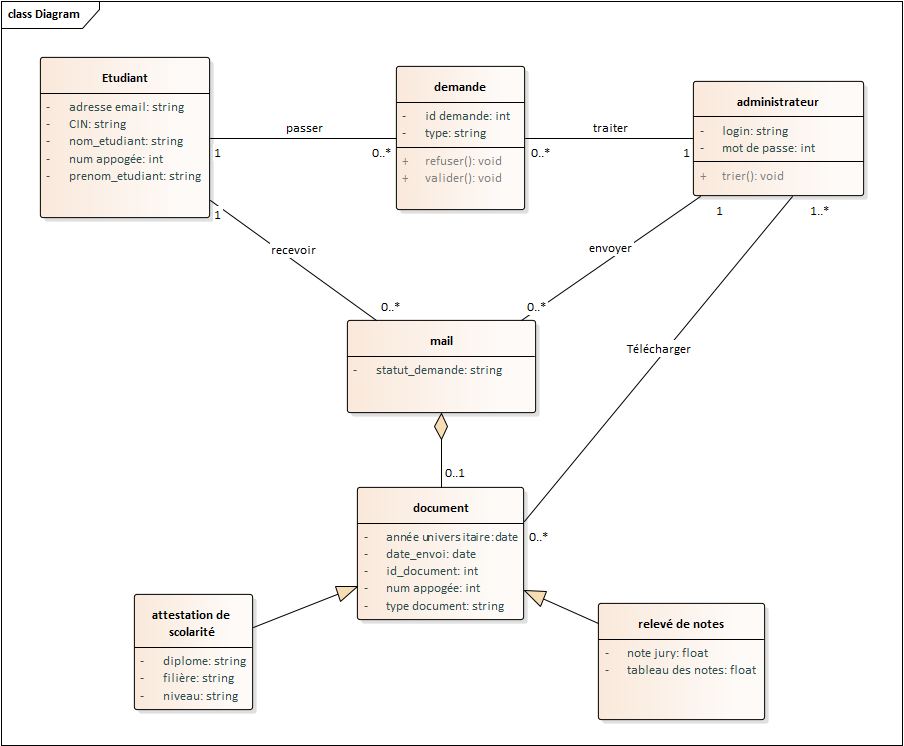 class Diagram
Etudiant
- adresse email: string
- CIN: string
- nom_etudiant: string
- num appogée: int
- prenom_etudiant: string
passer
1
0..*
demande
- id demande: int
- type: string
+ refuser(): void
+ valider(): void
traiter
0..*
1
administrateur
- login: string
- mot de passe: int
+ trier(): void
1
recevoir
0..*
1
envoyer
0..*
1..*
Télécharger
0..*
mail
- statut_demande: string
0..1
document
- année universitaire:date
- date_envoi: date
- id_document: int
- num appogée: int
- type document: string
attestation de
scolarité
- diplome: string
- filière: string
- niveau: string
relevé de notes
- note jury: float
- tableau des notes: float